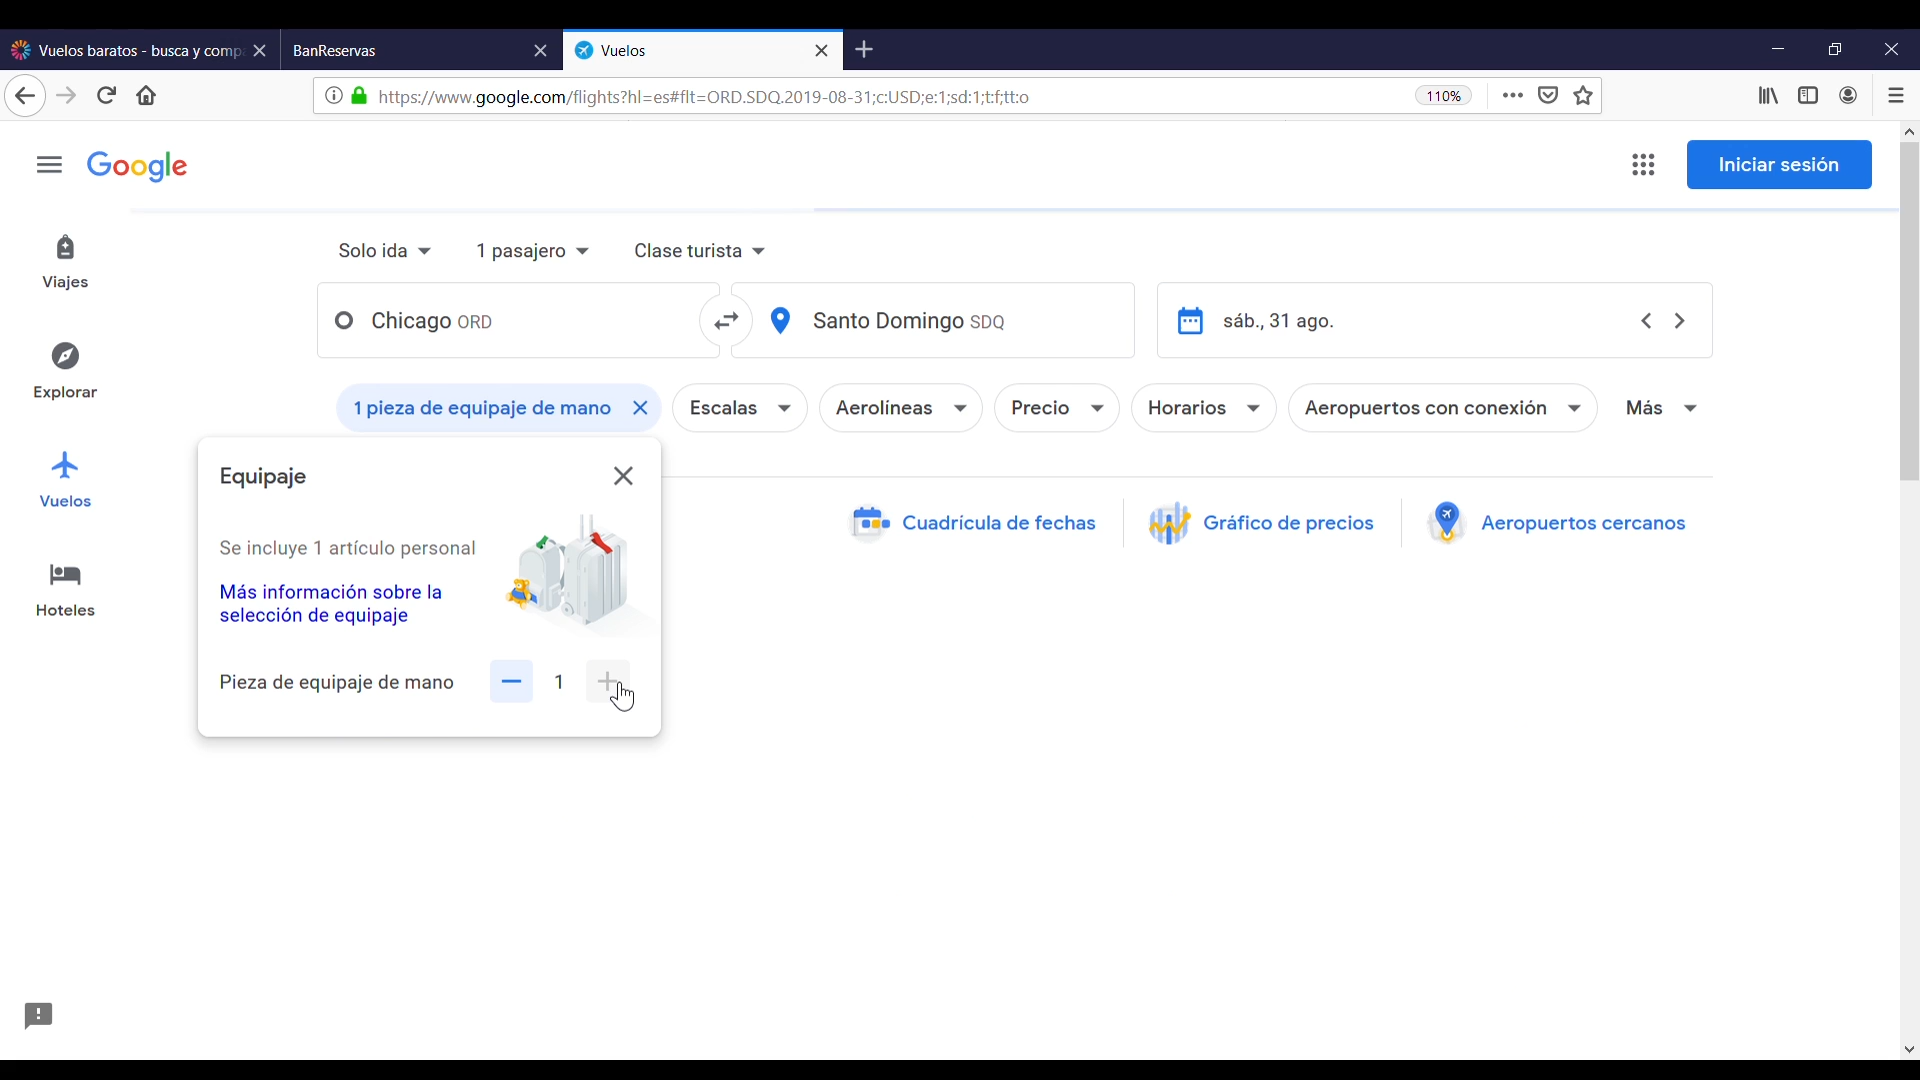 Vuelos baratos - busca y comp
BanReservas
Vuelos
https://www.google.com/flights?hl=es#flt=ORD.SDQ.2019-08-31;c:USD;e:1;sd:1;t:f;tt:o
110%
Google
Iniciar sesión
Viajes
Explorar
Vuelos
Hoteles
Solo ida
1 pasajero
Clase turista
Chicago ORD
Santo Domingo SDQ
sáb., 31 ago.
1 pieza de equipaje de mano
Escalas
Aerolíneas
Precio
Horarios
Aeropuertos con conexión
Más
Equipaje
Se incluye 1 artículo personal
Más información sobre la
selección de equipaje
Pieza de equipaje de mano
1
Cuadrícula de fechas
Gráfico de precios
Aeropuertos cercanos